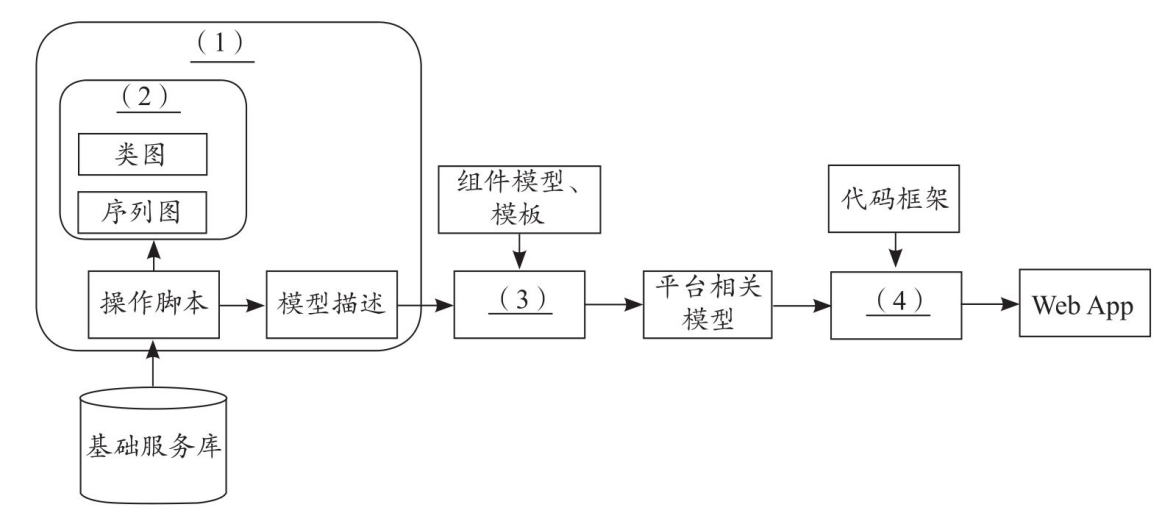 （1）
（2）
类图
序列图
操作脚本
模型描述
基础服务库
组件模型、
模板
（3）
平台相关
模型
代码框架
（4）
Web App